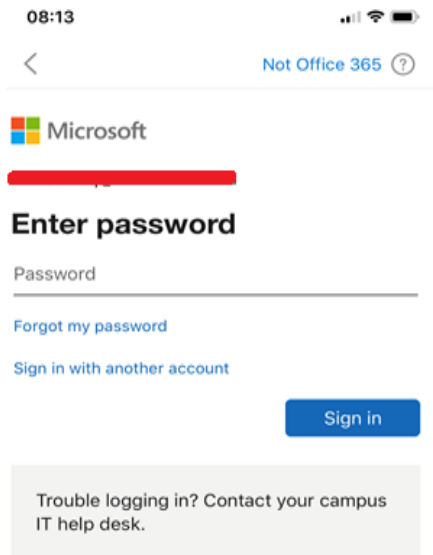 08:13
Not Office 365 ?
Microsoft
Enter password
Password
Forgot my password
Sign in with another account
Sign in
Trouble logging in? Contact your campus
IT help desk.